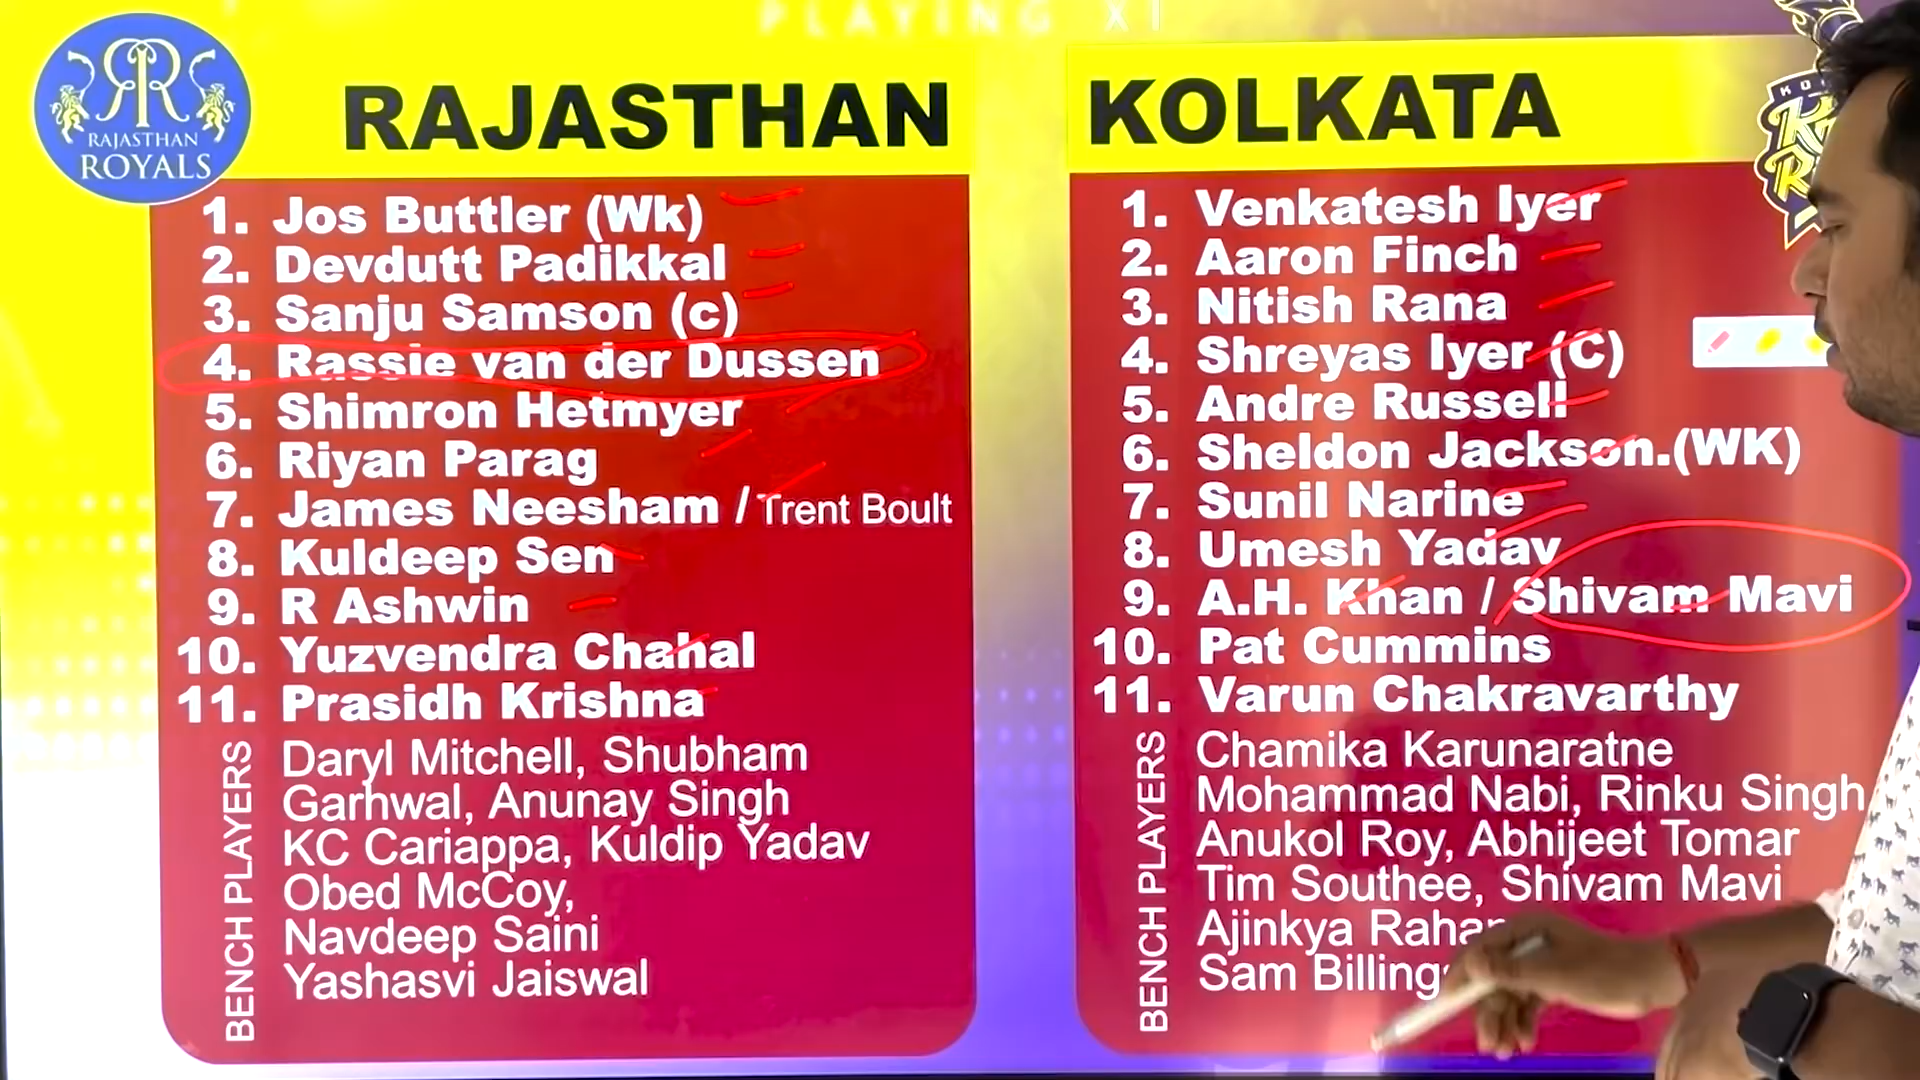 PLAYING XI
RAJASTHAN
ROYALS
RAJASTHAN
1. Jos Buttler (Wk)
2. Devdutt Padikkal
3. Sanju Samson (c)
4. Rassie van der Dussen
5. Shimron Hetmyer
6. Riyan Parag
7. James Neesham / Trent Boult
8. Kuldeep Sen
9. R Ashwin
10. Yuzvendra Chahal
11. Prasidh Krishna
BENCH PLAYERS
Daryl Mitchell, Shubham
Garhwal, Anunay Singh
KC Cariappa, Kuldip Yadav
Obed McCoy,
Navdeep Saini
Yashasvi Jaiswal
KOLKATA
1. Venkatesh Iyer
2. Aaron Finch
3. Nitish Rana
4. Shreyas Iyer (C)
5. Andre Russell
6. Sheldon Jackson.(WK)
7. Sunil Narine
8. Umesh Yadav
9. A.H. Khan / Shivam Mavi
10. Pat Cummins
11. Varun Chakravarthy
BENCH PLAYERS
Chamika Karunaratne
Mohammad Nabi, Rinku Singh
Anukol Roy, Abhijeet Tomar
Tim Southee, Shivam Mavi
Ajinkya
Sam